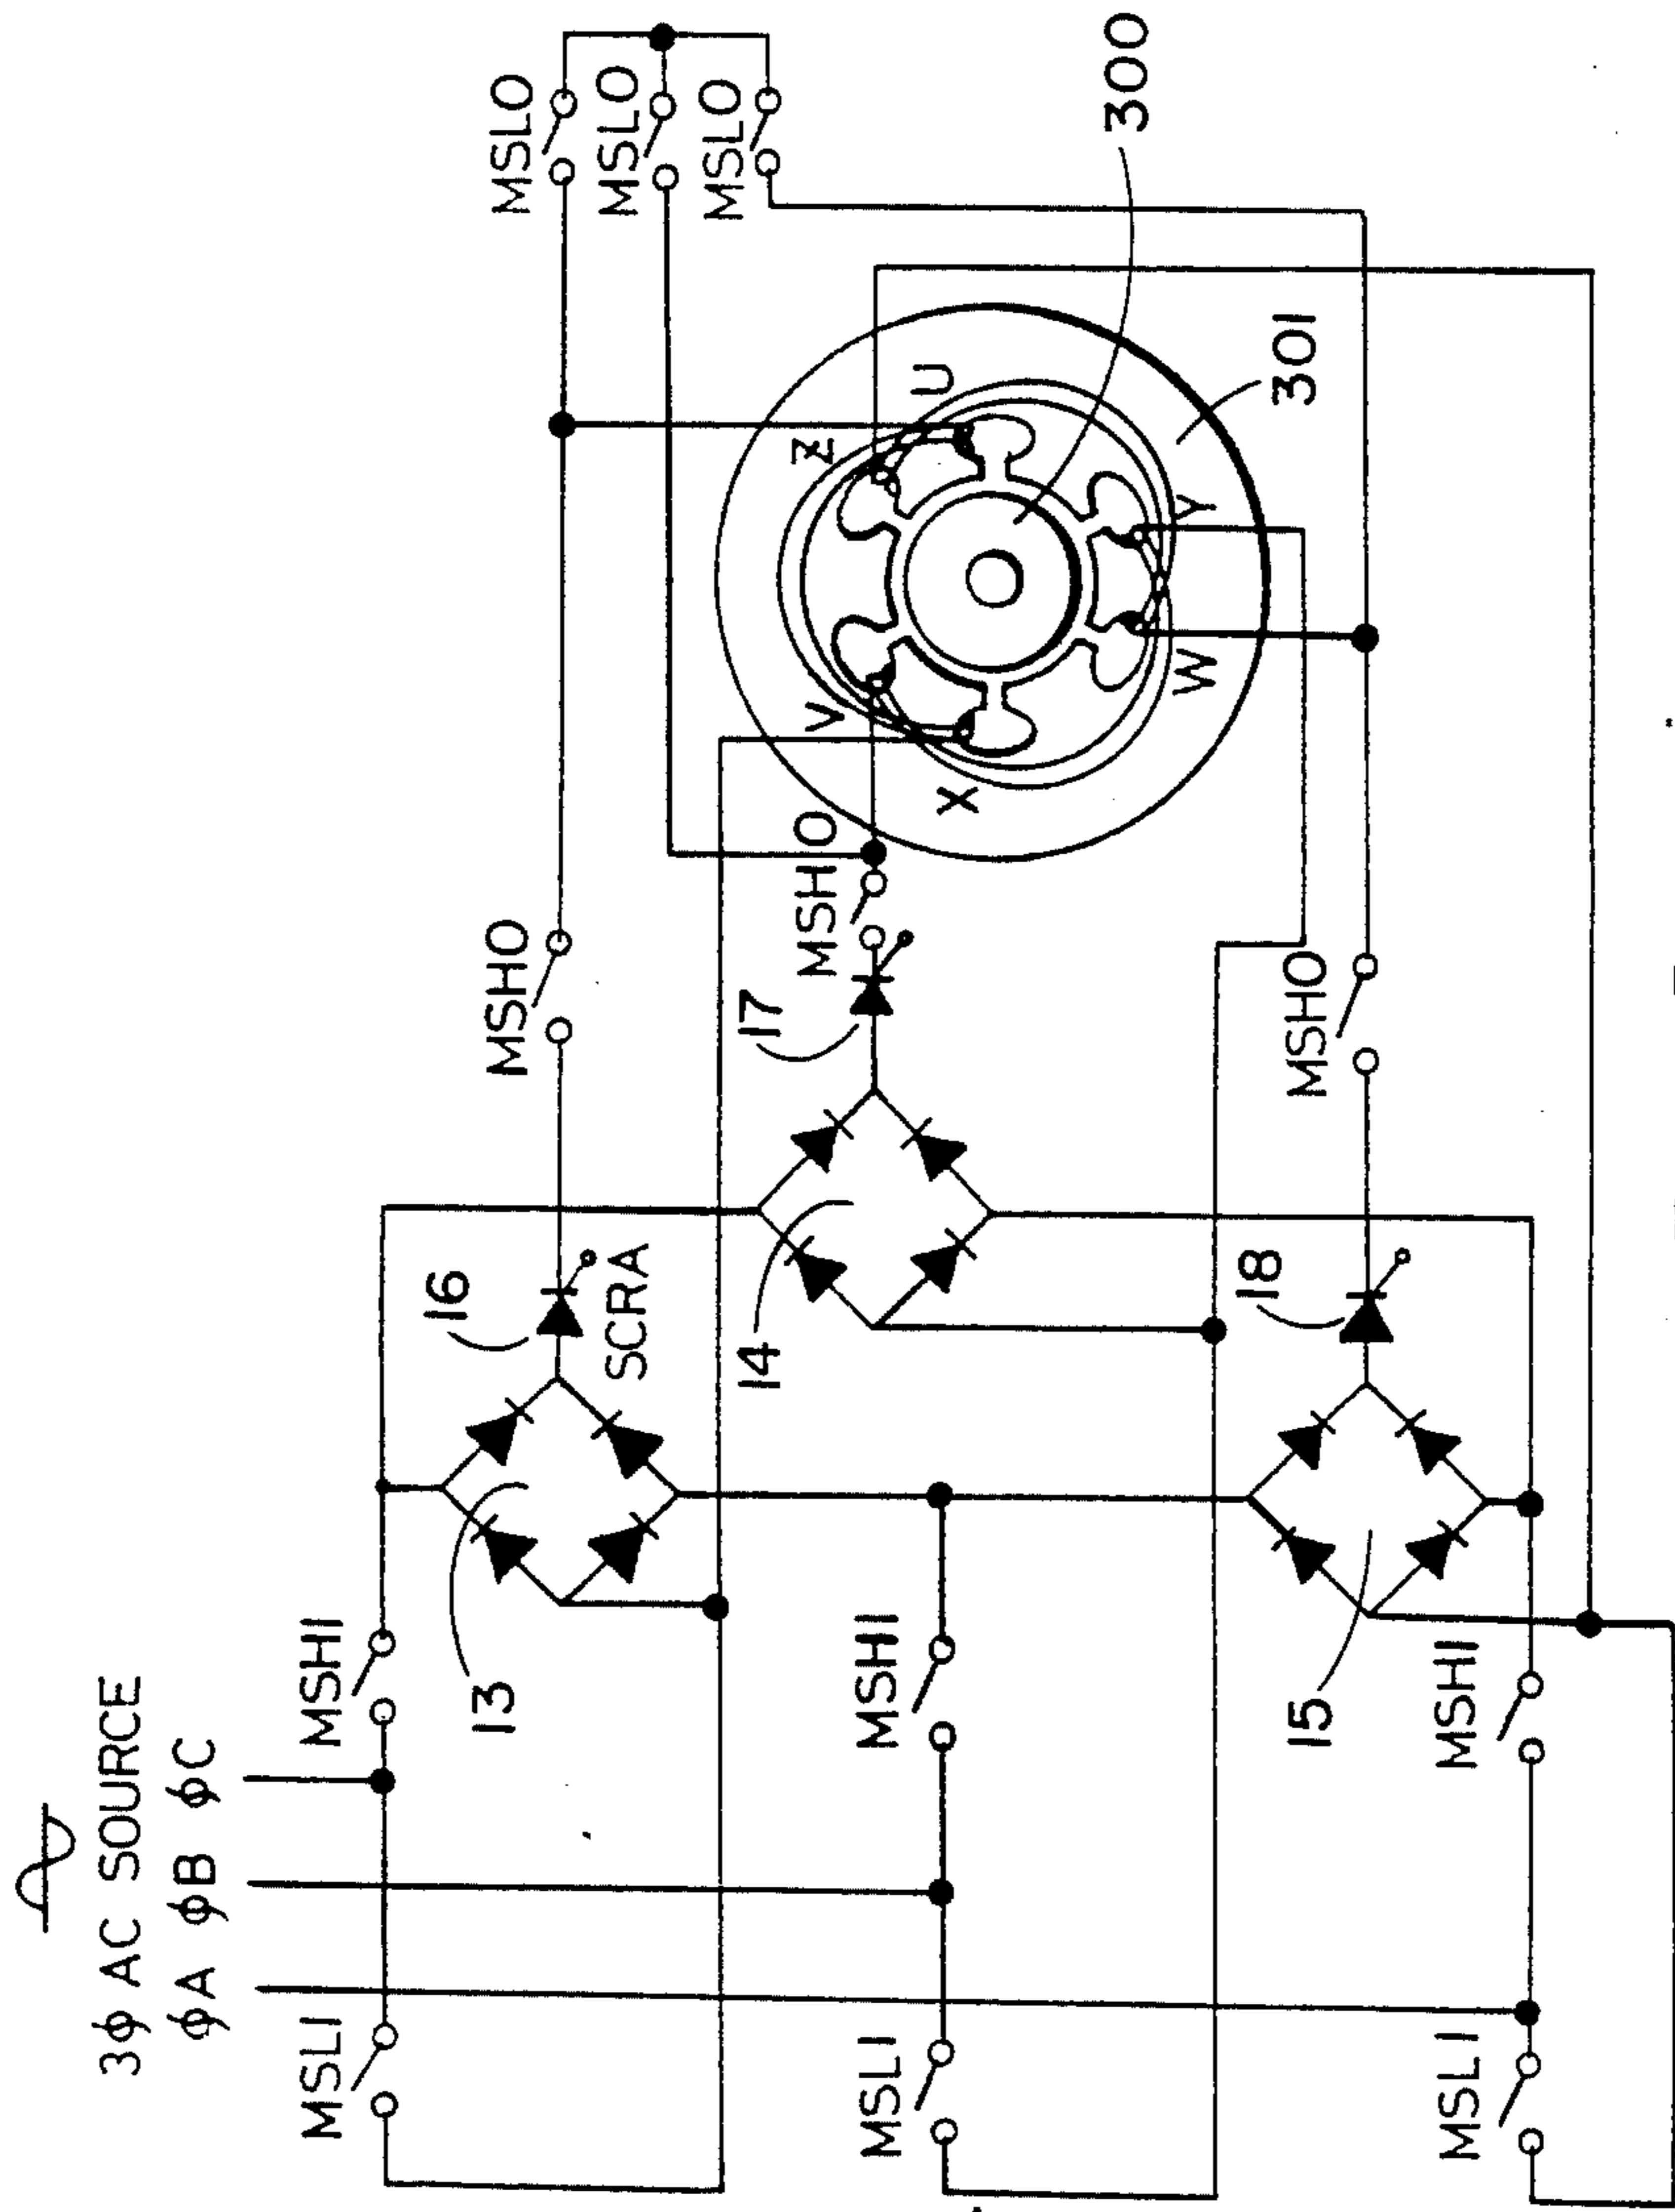 3ϕ AC SOURCE
ϕA ϕB ϕC
MSLI
MSHI
16
13
MSHO
MSLO
SCRA
MSLO
MSLO
14
17
MSHO
V
Z
MSLI
MSHI
U
X
300
W
Y
18
301
MSHO
15
MSLI
MSHI